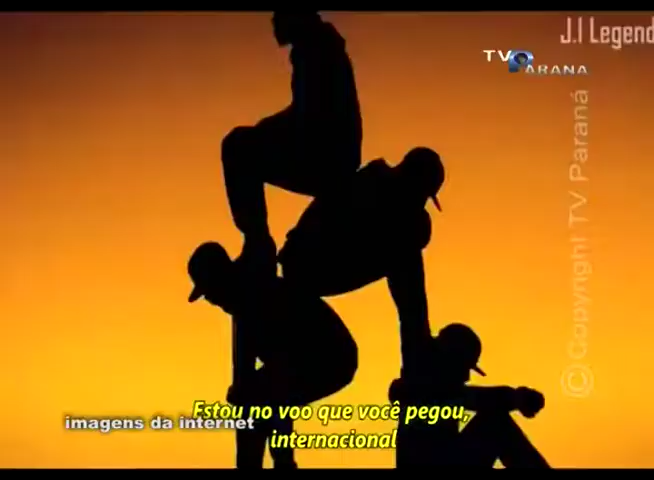 J.I Legend
TV PARANA
© Copyright TV Paraná
Estou no voo que você pegou,
imagens da internet
internacional